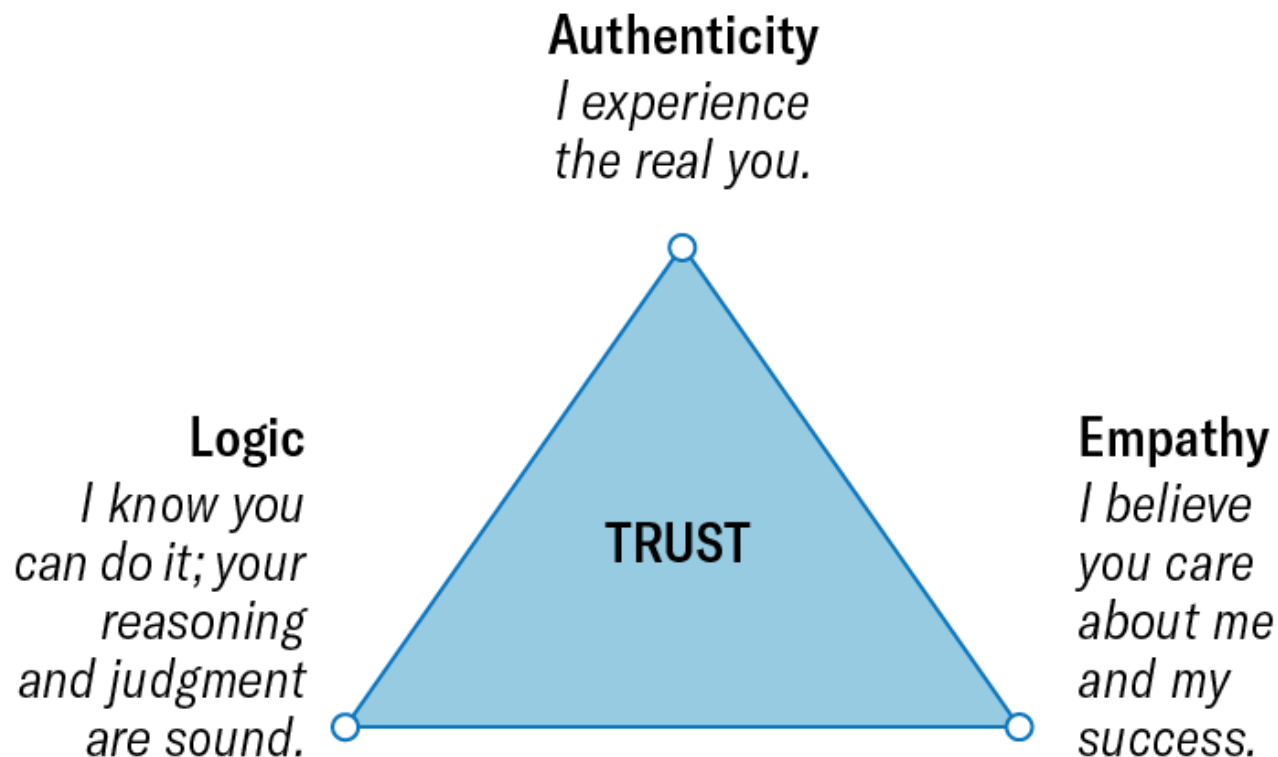 Authenticity
I experience
the real you.
Logic
I know you
can do it; your
reasoning
and judgment
are sound.
TRUST
Empathy
I believe
you care
about me
and my
success.